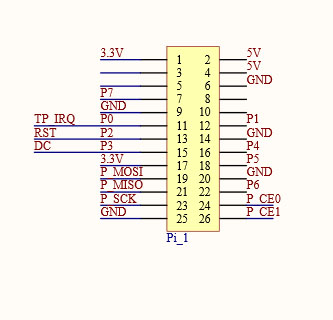 3.3V 1 2 5V
3 4 5V
5 6 GND
P7 7 8
GND 9 10
TP_IRQ P0 11 12 P1
RST P2 13 14 GND
DC P3 15 16 P4
3.3V 17 18 P5
P_MOSI 19 20 GND
P_MISO 21 22 P6
P_SCK 23 24 P_CE0
GND 25 26 P_CE1
Pi_1